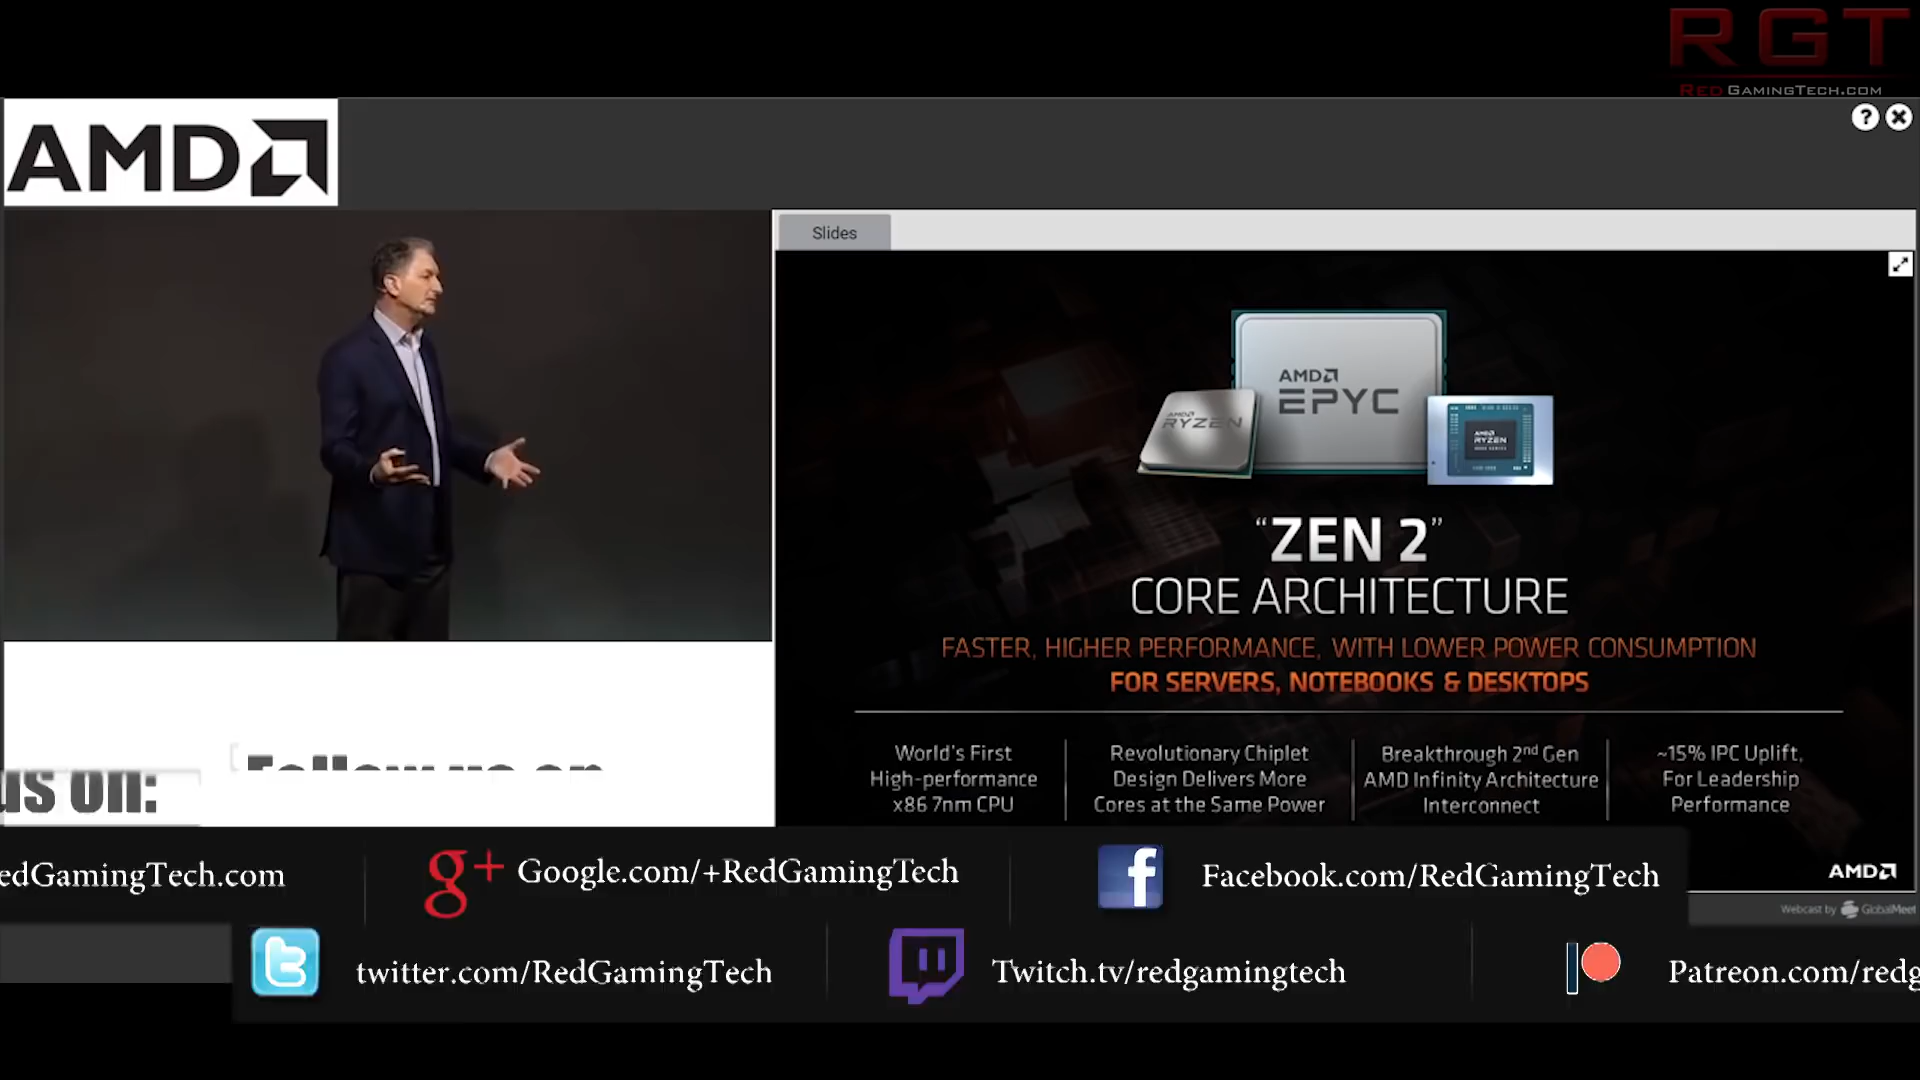 RGT
REDGAMINGTECH.COM
AMD
? 
Slides
AMD
EPYC
AMD
RYZEN
AMD
RYZEN
“ZEN 2”
CORE ARCHITECTURE
FASTER, HIGHER PERFORMANCE, WITH LOWER POWER CONSUMPTION
FOR SERVERS, NOTEBOOKS & DESKTOPS
World's First
High-performance
x86 7nm CPU
Revolutionary Chiplet
Design Delivers More
Cores at the Same Power
Breakthrough 2nd Gen
AMD Infinity Architecture
Interconnect
~15% IPC Uplift,
For Leadership
Performance
us on:
Follow us on
AMD
Webcast by GlobalMeet
edGamingTech.com
g+ Google.com/+RedGamingTech
f Facebook.com/RedGamingTech
twitter.com/RedGamingTech
Twitch.tv/redgamingtech
Patreon.com/redg